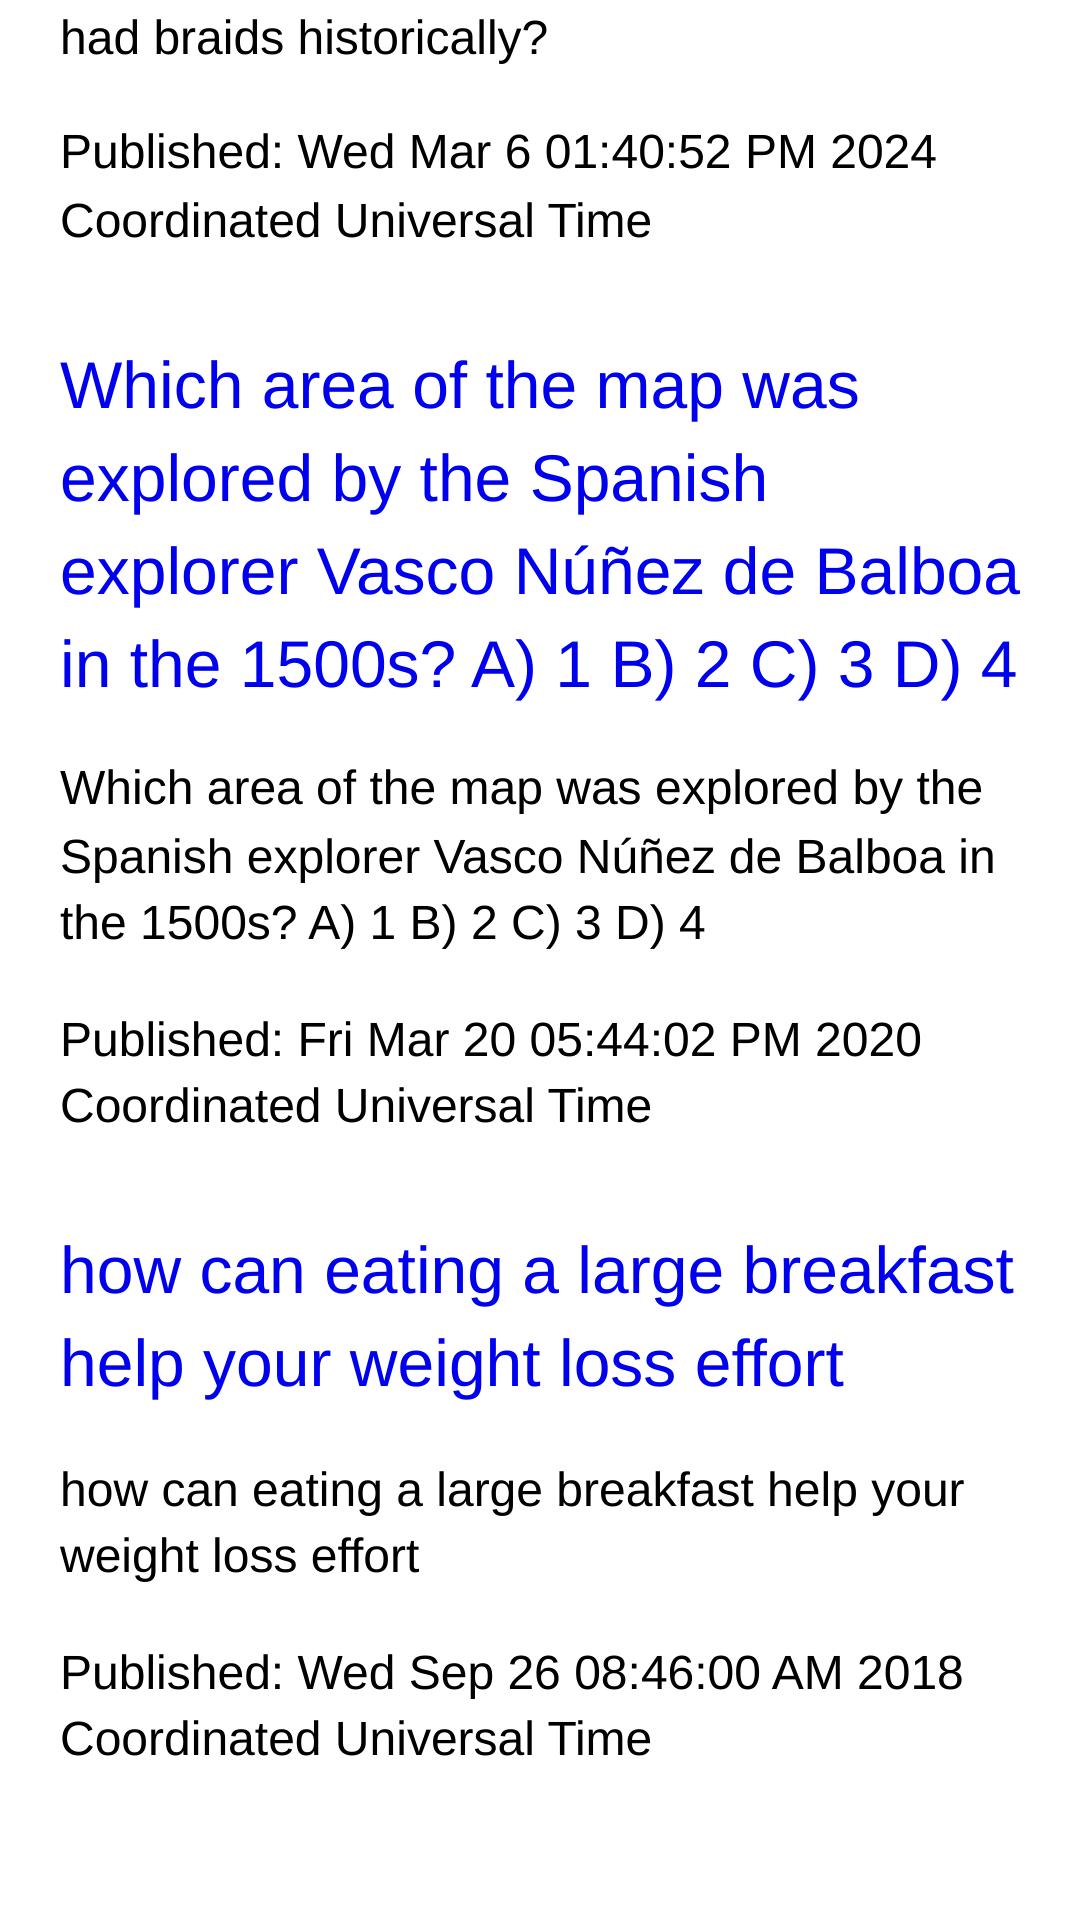 had braids historically?
Published: Wed Mar 6 01:40:52 PM 2024
Coordinated Universal Time
Which area of the map was
explored by the Spanish
explorer Vasco Núñez de Balboa
in the 1500s? A) 1 B) 2 C) 3 D) 4
Which area of the map was explored by the
Spanish explorer Vasco Núñez de Balboa in
the 1500s? A) 1 B) 2 C) 3 D) 4
Published: Fri Mar 20 05:44:02 PM 2020
Coordinated Universal Time
how can eating a large breakfast
help your weight loss effort
how can eating a large breakfast help your
weight loss effort
Published: Wed Sep 26 08:46:00 AM 2018
Coordinated Universal Time